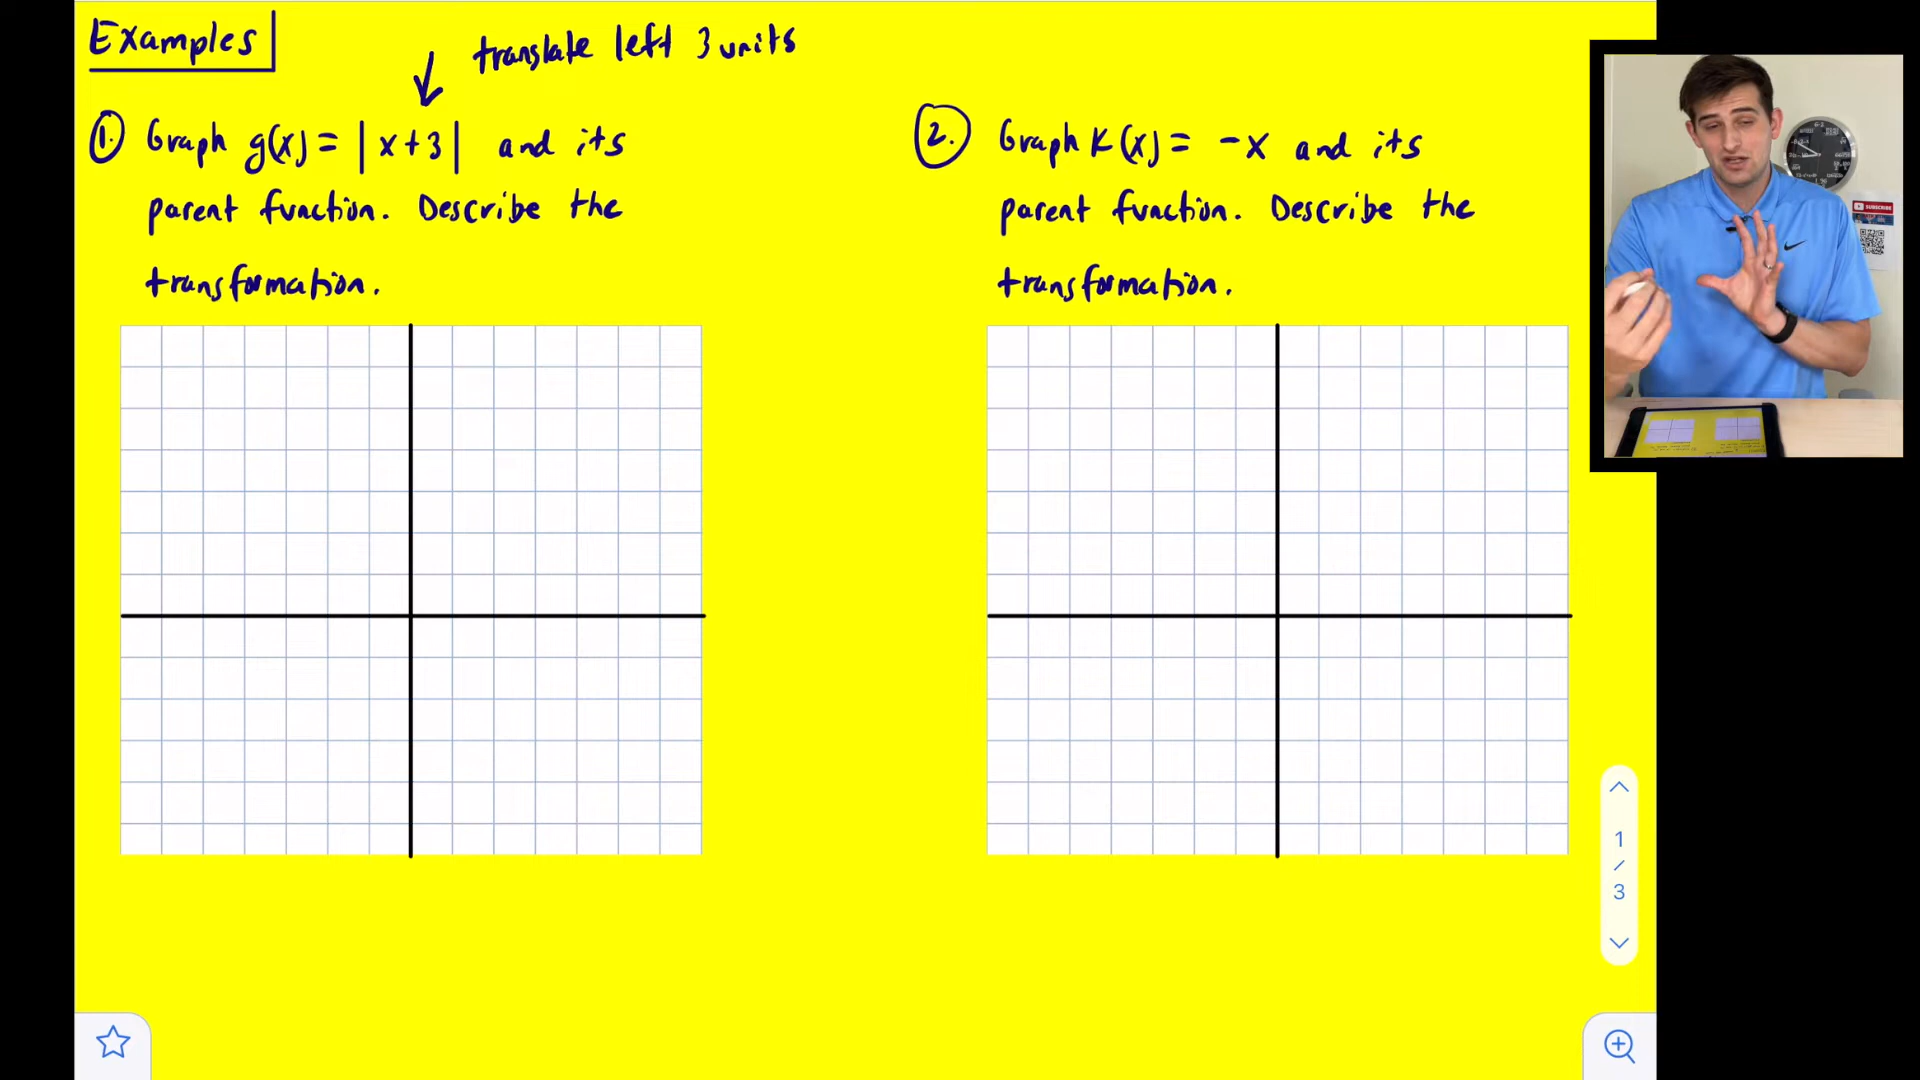 Examples
translate left 3 units
1. Graph g(x) = |x+3| and its
parent function. Describe the
transformation.
2. Graph K(x) = -x and its
parent function. Describe the
transformation.
SUBSCRIBE
1
/
3